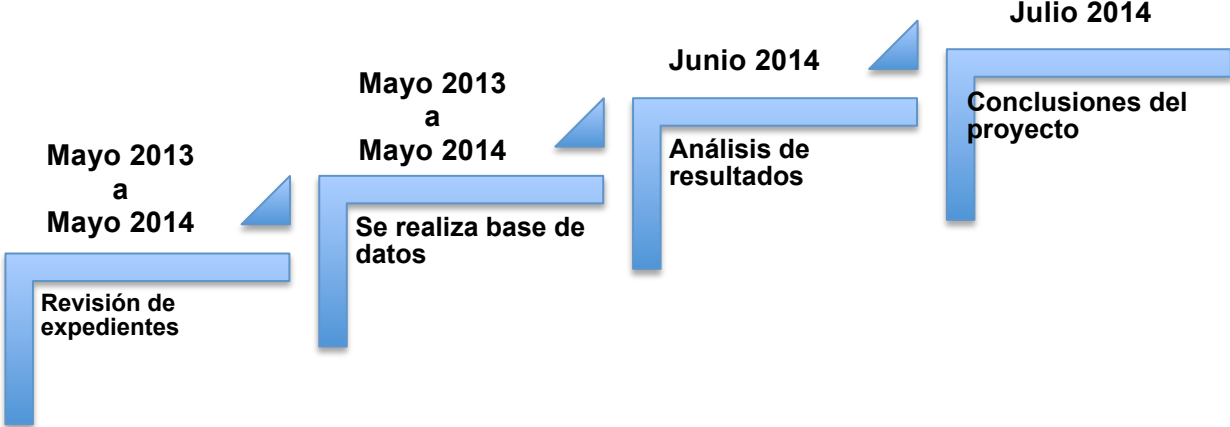 Mayo 2013
a
Mayo 2014
Revisión de
expedientes
Mayo 2013
a
Mayo 2014
Se realiza base de
datos
Junio 2014
Análisis de
resultados
Julio 2014
Conclusiones del
proyecto